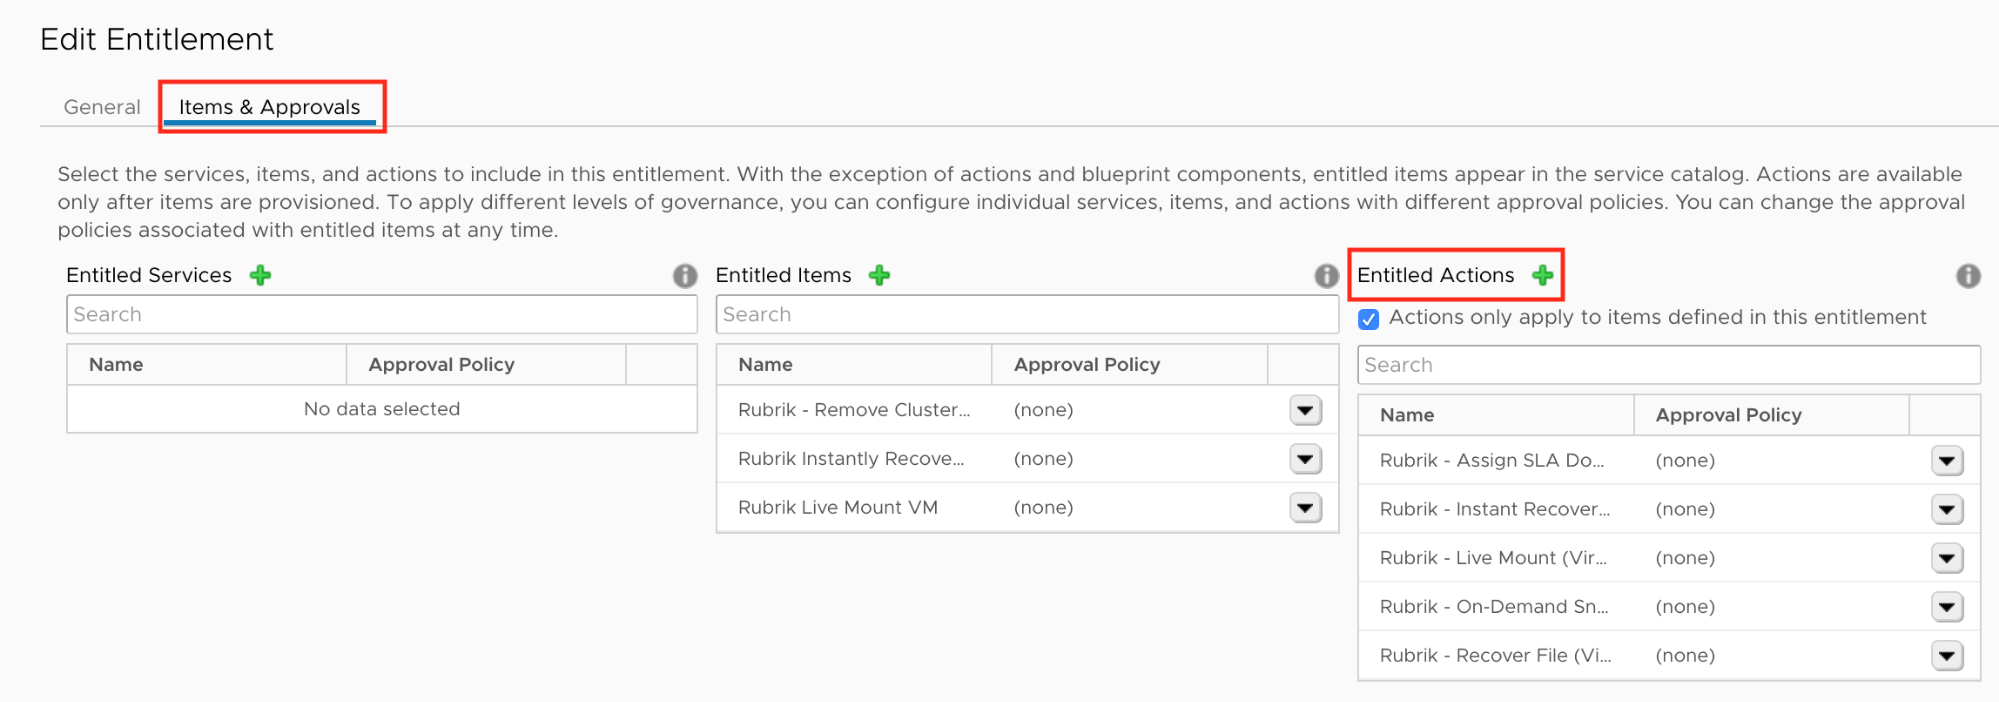 Edit Entitlement
General
Items & Approvals
Select the services, items, and actions to include in this entitlement. With the exception of actions and blueprint components, entitled items appear in the service catalog. Actions are available
only after items are provisioned. To apply different levels of governance, you can configure individual services, items, and actions with different approval policies. You can change the approval
policies associated with entitled items at any time.
Entitled Services
Search
Name Approval Policy
No data selected
Entitled Items
Search
Name Approval Policy
Rubrik - Remove Cluster... (none)
Rubrik Instantly Recove... (none)
Rubrik Live Mount VM (none)
Entitled Actions
Actions only apply to items defined in this entitlement
Search
Name Approval Policy
Rubrik - Assign SLA Do... (none)
Rubrik - Instant Recover... (none)
Rubrik - Live Mount (Vir... (none)
Rubrik - On-Demand Sn... (none)
Rubrik - Recover File (Vi... (none)